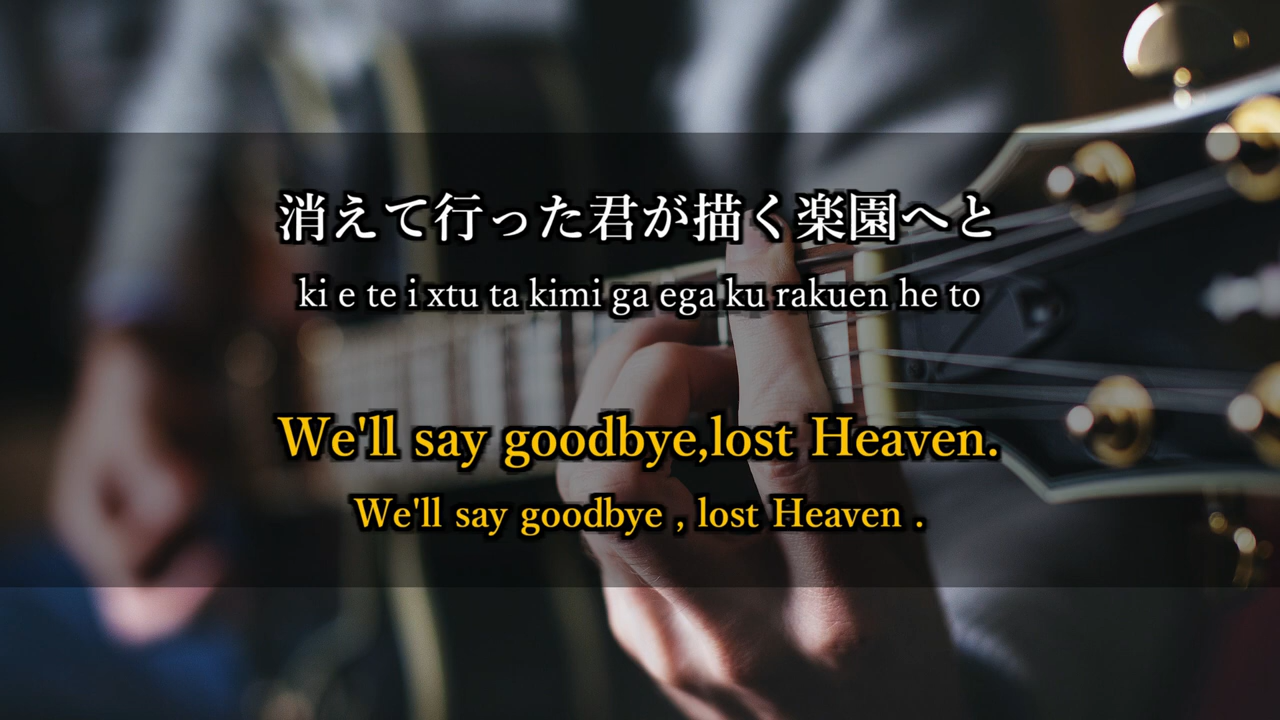 消えて行った君が描く楽園へと
ki e te i xtu ta kimi ga ega ku rakuen he to
We'll say goodbye,lost Heaven.
We'll say goodbye , lost Heaven .